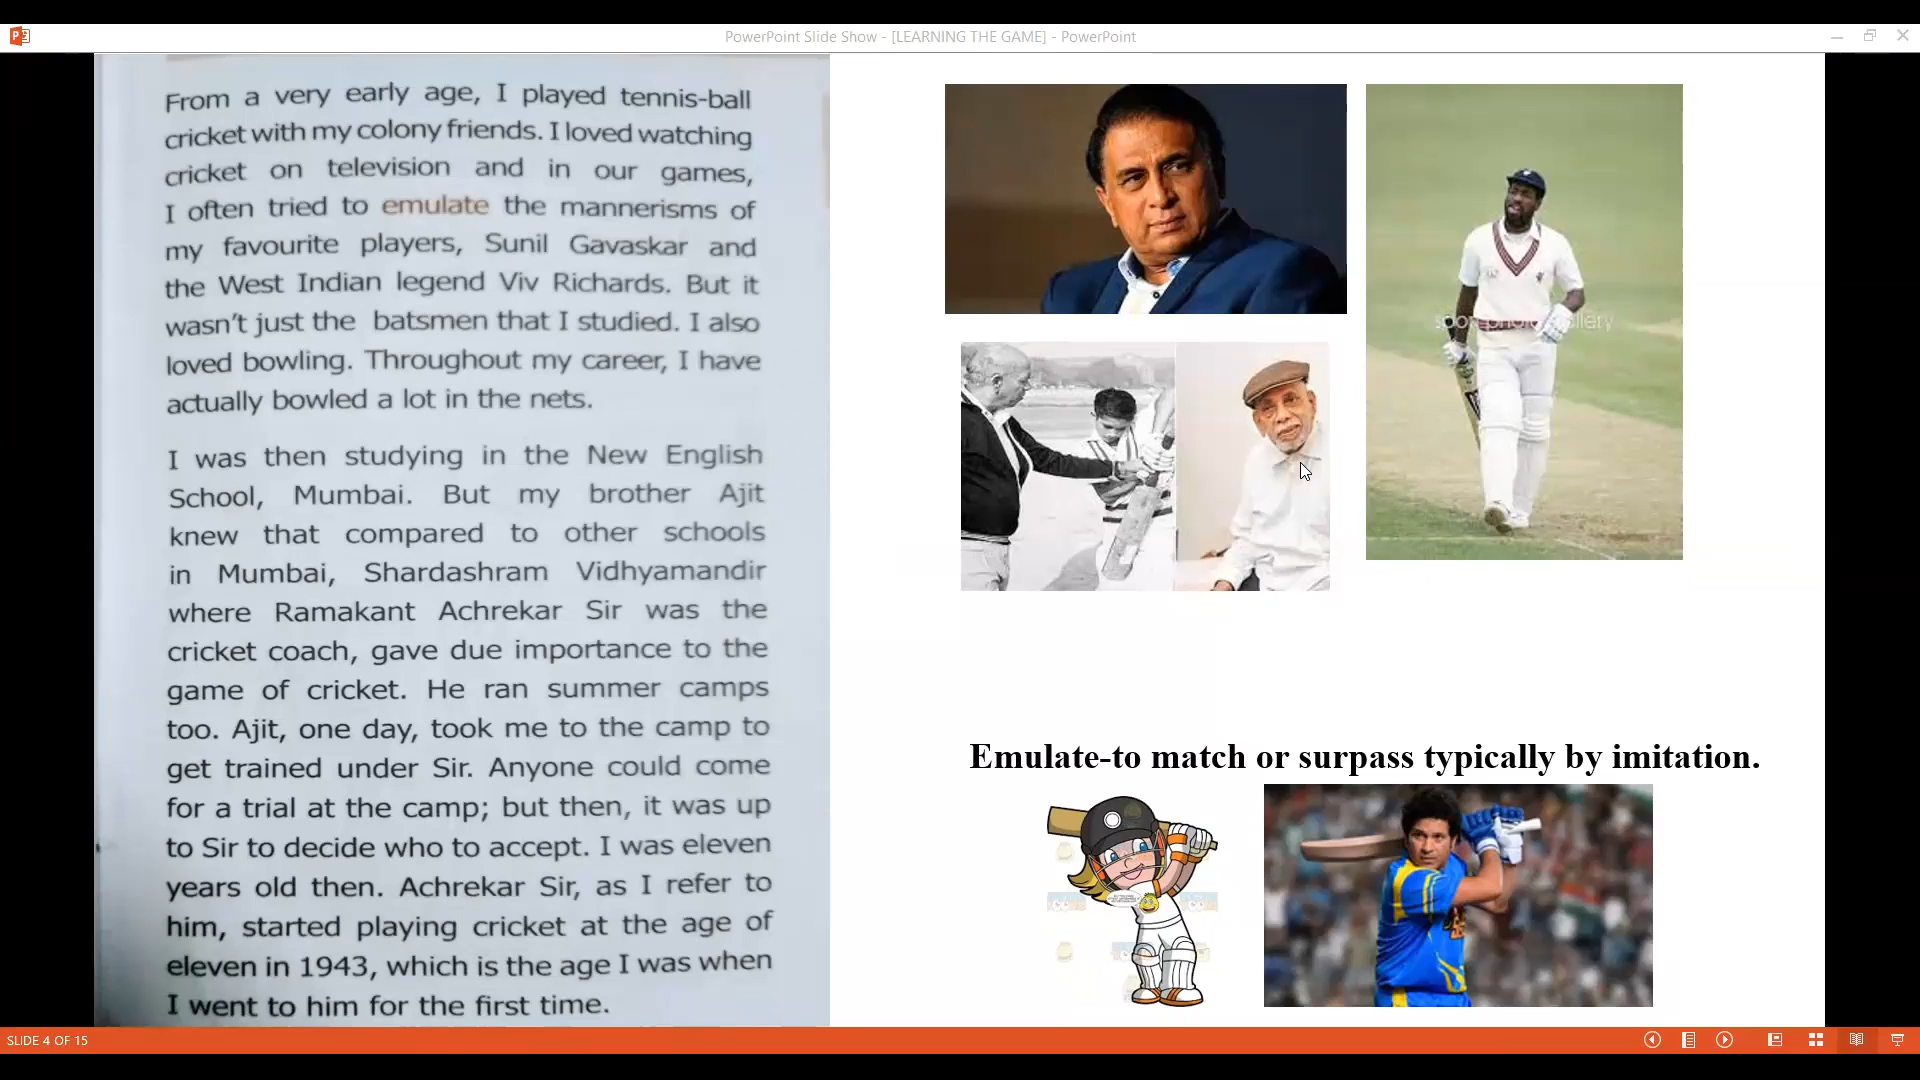 PowerPoint Slide Show - [LEARNING THE GAME] - PowerPoint
From a very early age, I played tennis-ball
cricket with my colony friends. I loved watching
cricket on television and in our games,
I often tried to emulate the mannerisms of
my favourite players, Sunil Gavaskar and
the West Indian legend Viv Richards. But it
wasn't just the batsmen that I studied. I also
loved bowling. Throughout my career, I have
actually bowled a lot in the nets.
I was then studying in the New English
School, Mumbai. But my brother Ajit
knew that compared to other schools
in Mumbai, Shardashram Vidhyamandir
where Ramakant Achrekar Sir was the
cricket coach, gave due importance to the
game of cricket. He ran summer camps
too. Ajit, one day, took me to the camp to
get trained under Sir. Anyone could come
for a trial at the camp; but then, it was up
to Sir to decide who to accept. I was eleven
years old then. Achrekar Sir, as I refer to
him, started playing cricket at the age of
eleven in 1943, which is the age I was when
I went to him for the first time.
Emulate-to match or surpass typically by imitation.
SLIDE 4 OF 15